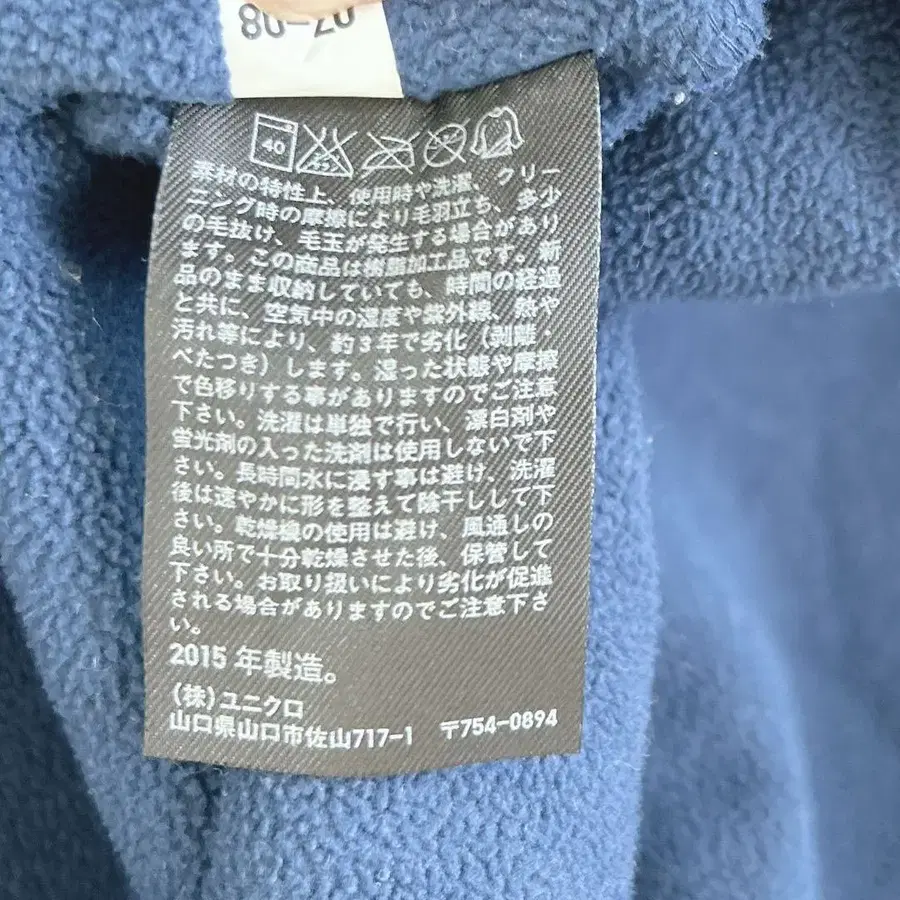 80-20
40
素材の特性上、使用時や洗濯、クリー
ニング時の摩擦により毛羽立ち、多少
の毛抜け、毛玉が発生する場合があり
ます。この商品は樹脂加工品です。新
品のまま収納していても、時間の経過
と共に、空気中の湿度や紫外線、熱や
汚れ等により、約3年で劣化（剥離・
べたつき）します。湿った状態や摩擦
で色移りする事がありますのでご注意
下さい。洗濯は単独で行い、漂白剤や
蛍光剤の入った洗剤は使用しないで下
さい。長時間水に浸す事は避け、洗濯
後は速やかに形を整えて陰干しして下
さい。乾燥機の使用は避け、風通しの
良い所で十分乾燥させた後、保管して
下さい。お取り扱いにより劣化が促進
される場合がありますのでご注意下さ
い。
2015年製造。
(株)ユニクロ
山口県山口市佐山717-1 〒754-0894